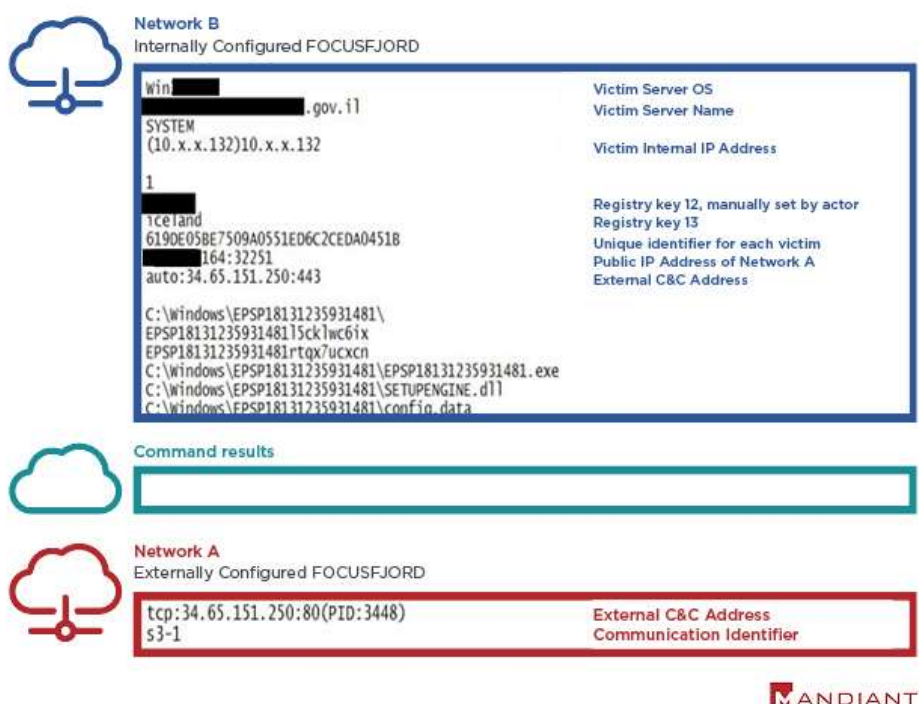 Network B
Internally Configured FOCUSFJORD
Win
Victim Server OS
.gov.il
Victim Server Name
SYSTEM
(10.x.x.132)10.x.x.132
Victim Internal IP Address
1
Registry key 12, manually set by actor
iceland
Registry key 13
619DE05BE7509A0551ED6C2CEDA0451B
Unique identifier for each victim
164:32251
Public IP Address of Network A
auto:34.65.151.250:443
External C&C Address
C:\Windows\EPSP18131235931481\
EPSP18131235931481l5cklwc6ix
EPSP18131235931481rtqx7ucxcn
C:\Windows\EPSP18131235931481\EPSP18131235931481.exe
C:\Windows\EPSP18131235931481\SETUPENGINE.dll
C:\Windows\EPSP18131235931481\config.data
Command results
Network A
Externally Configured FOCUSFJORD
tcp:34.65.151.250:80(PID:3448)
External C&C Address
s3-1
Communication Identifier
MANDIANT